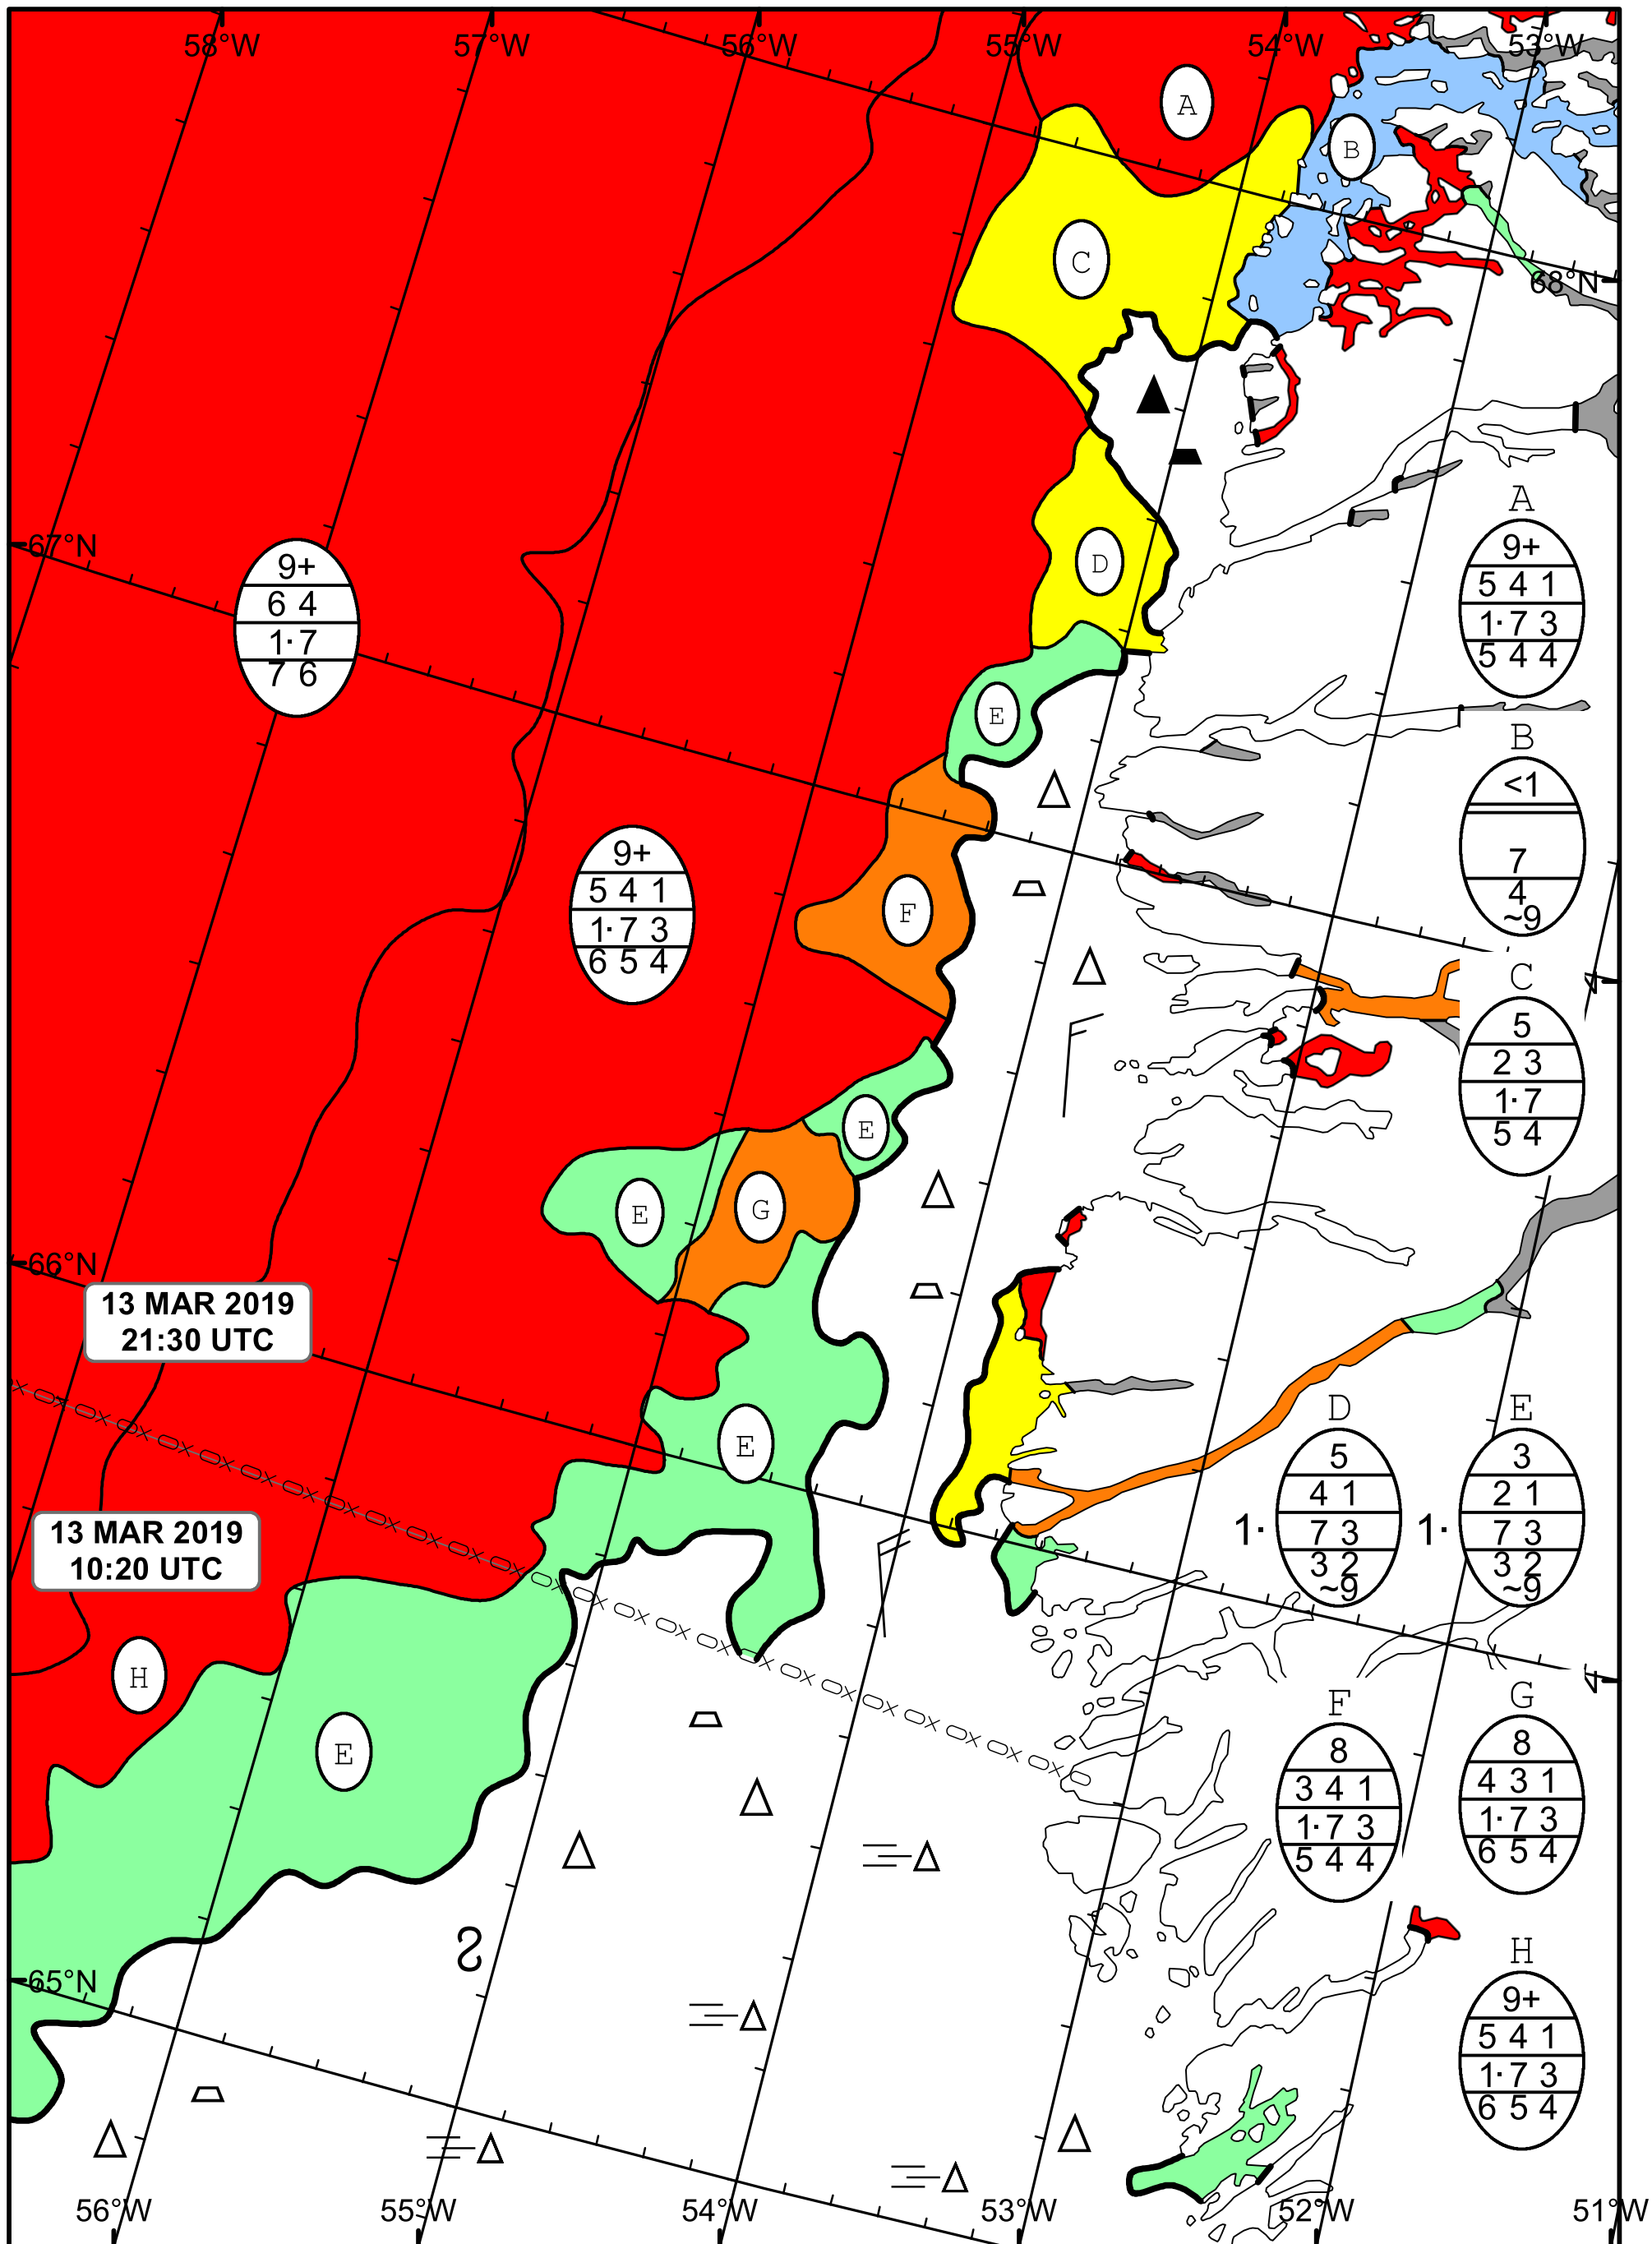 58°W 57°W 56°W 55°W 54°W 53°W
A
B
C
68°N
A
9+
5 4 1
1· 7 3
5 4 4
67°N
9+
6 4
1· 7
7 6
D
E
B
<1
7
4
~9
9+
5 4 1
1· 7 3
6 5 4
F
C
5
2 3
1· 7
5 4
E
E
G
66°N
13 MAR 2019
21:30 UTC
E
D
5
4 1
1· 7 3
3 2
~9
E
3
2 1
1· 7 3
3 2
~9
13 MAR 2019
10:20 UTC
H
E
F
8
3 4 1
1· 7 3
5 4 4
G
8
4 3 1
1· 7 3
6 5 4
65°N
H
9+
5 4 1
1· 7 3
6 5 4
56°W 55°W 54°W 53°W 52°W 51°W